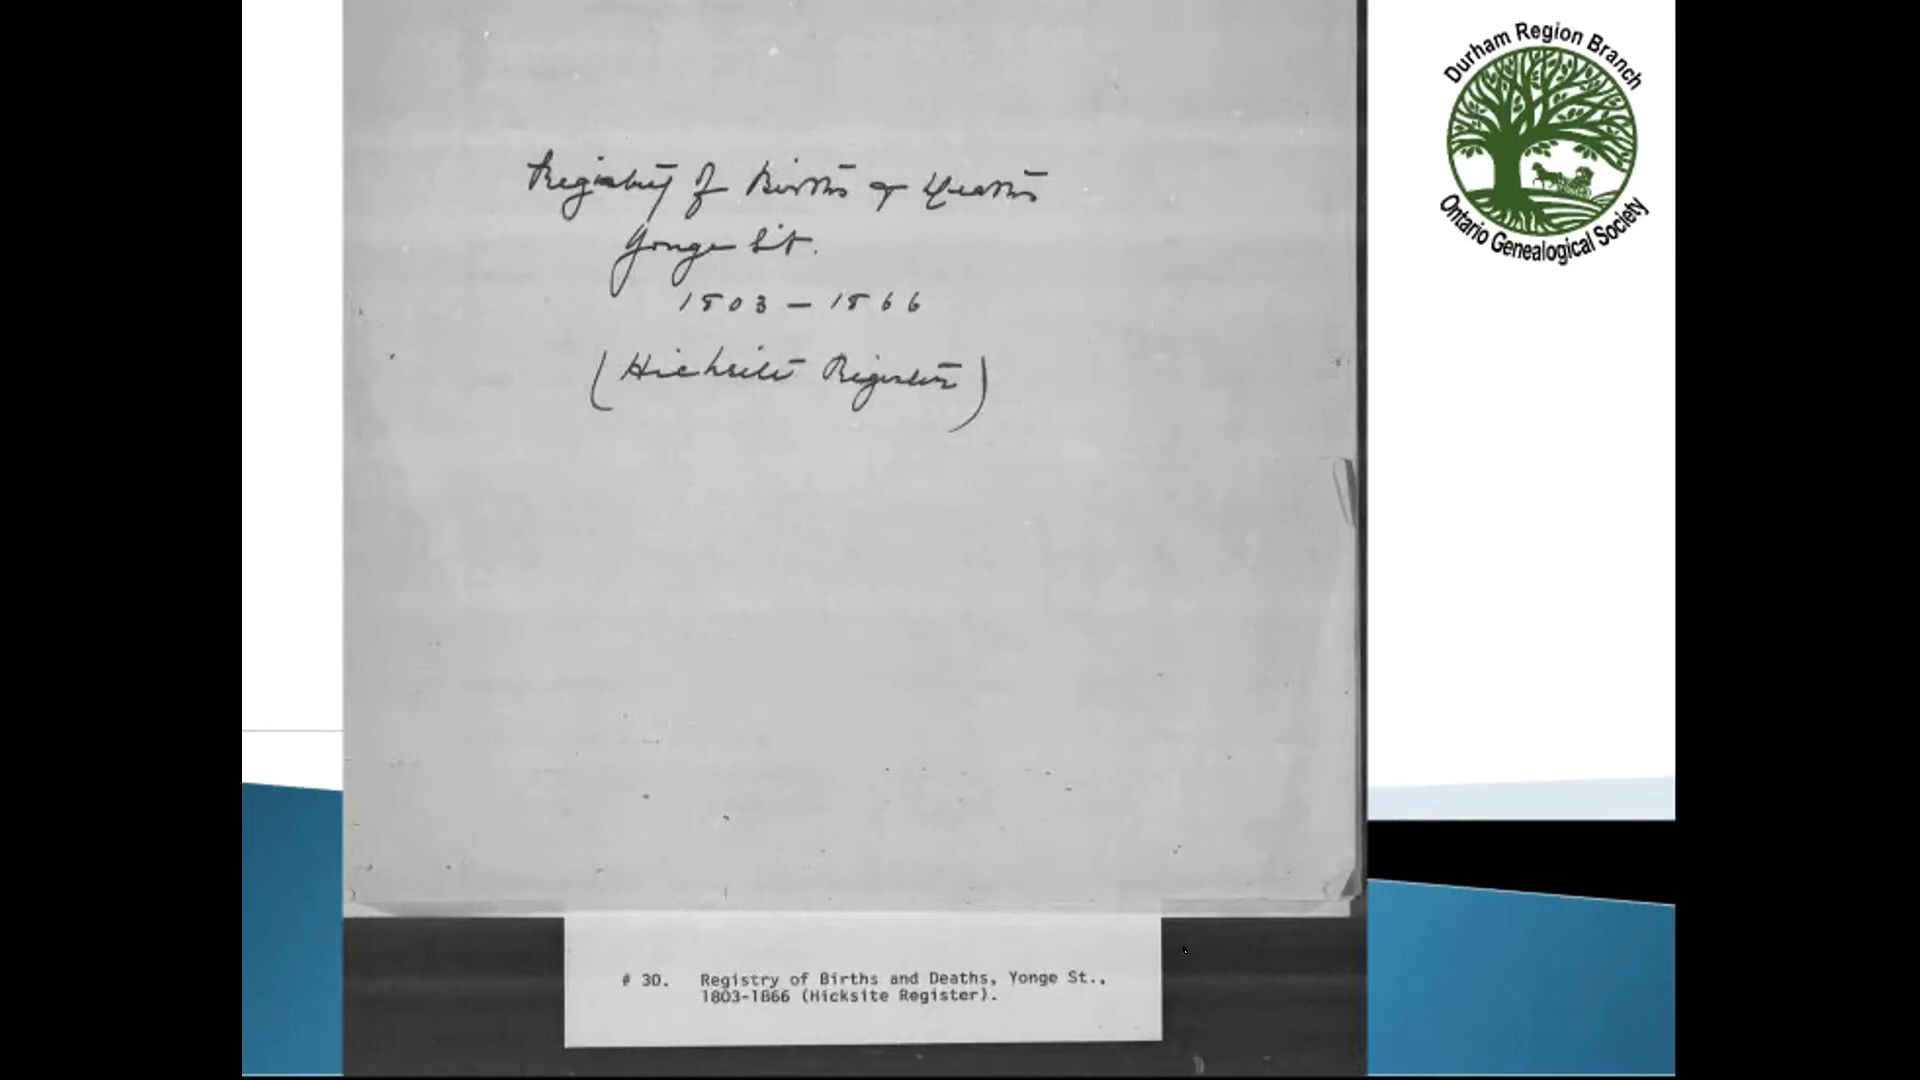 Registry of Births & Deaths
Yonge St.
1803 – 1866
(Hicksite Register)
# 30. Registry of Births and Deaths, Yonge St.,
1803-1866 (Hicksite Register).
Durham Region Branch
Ontario Genealogical Society